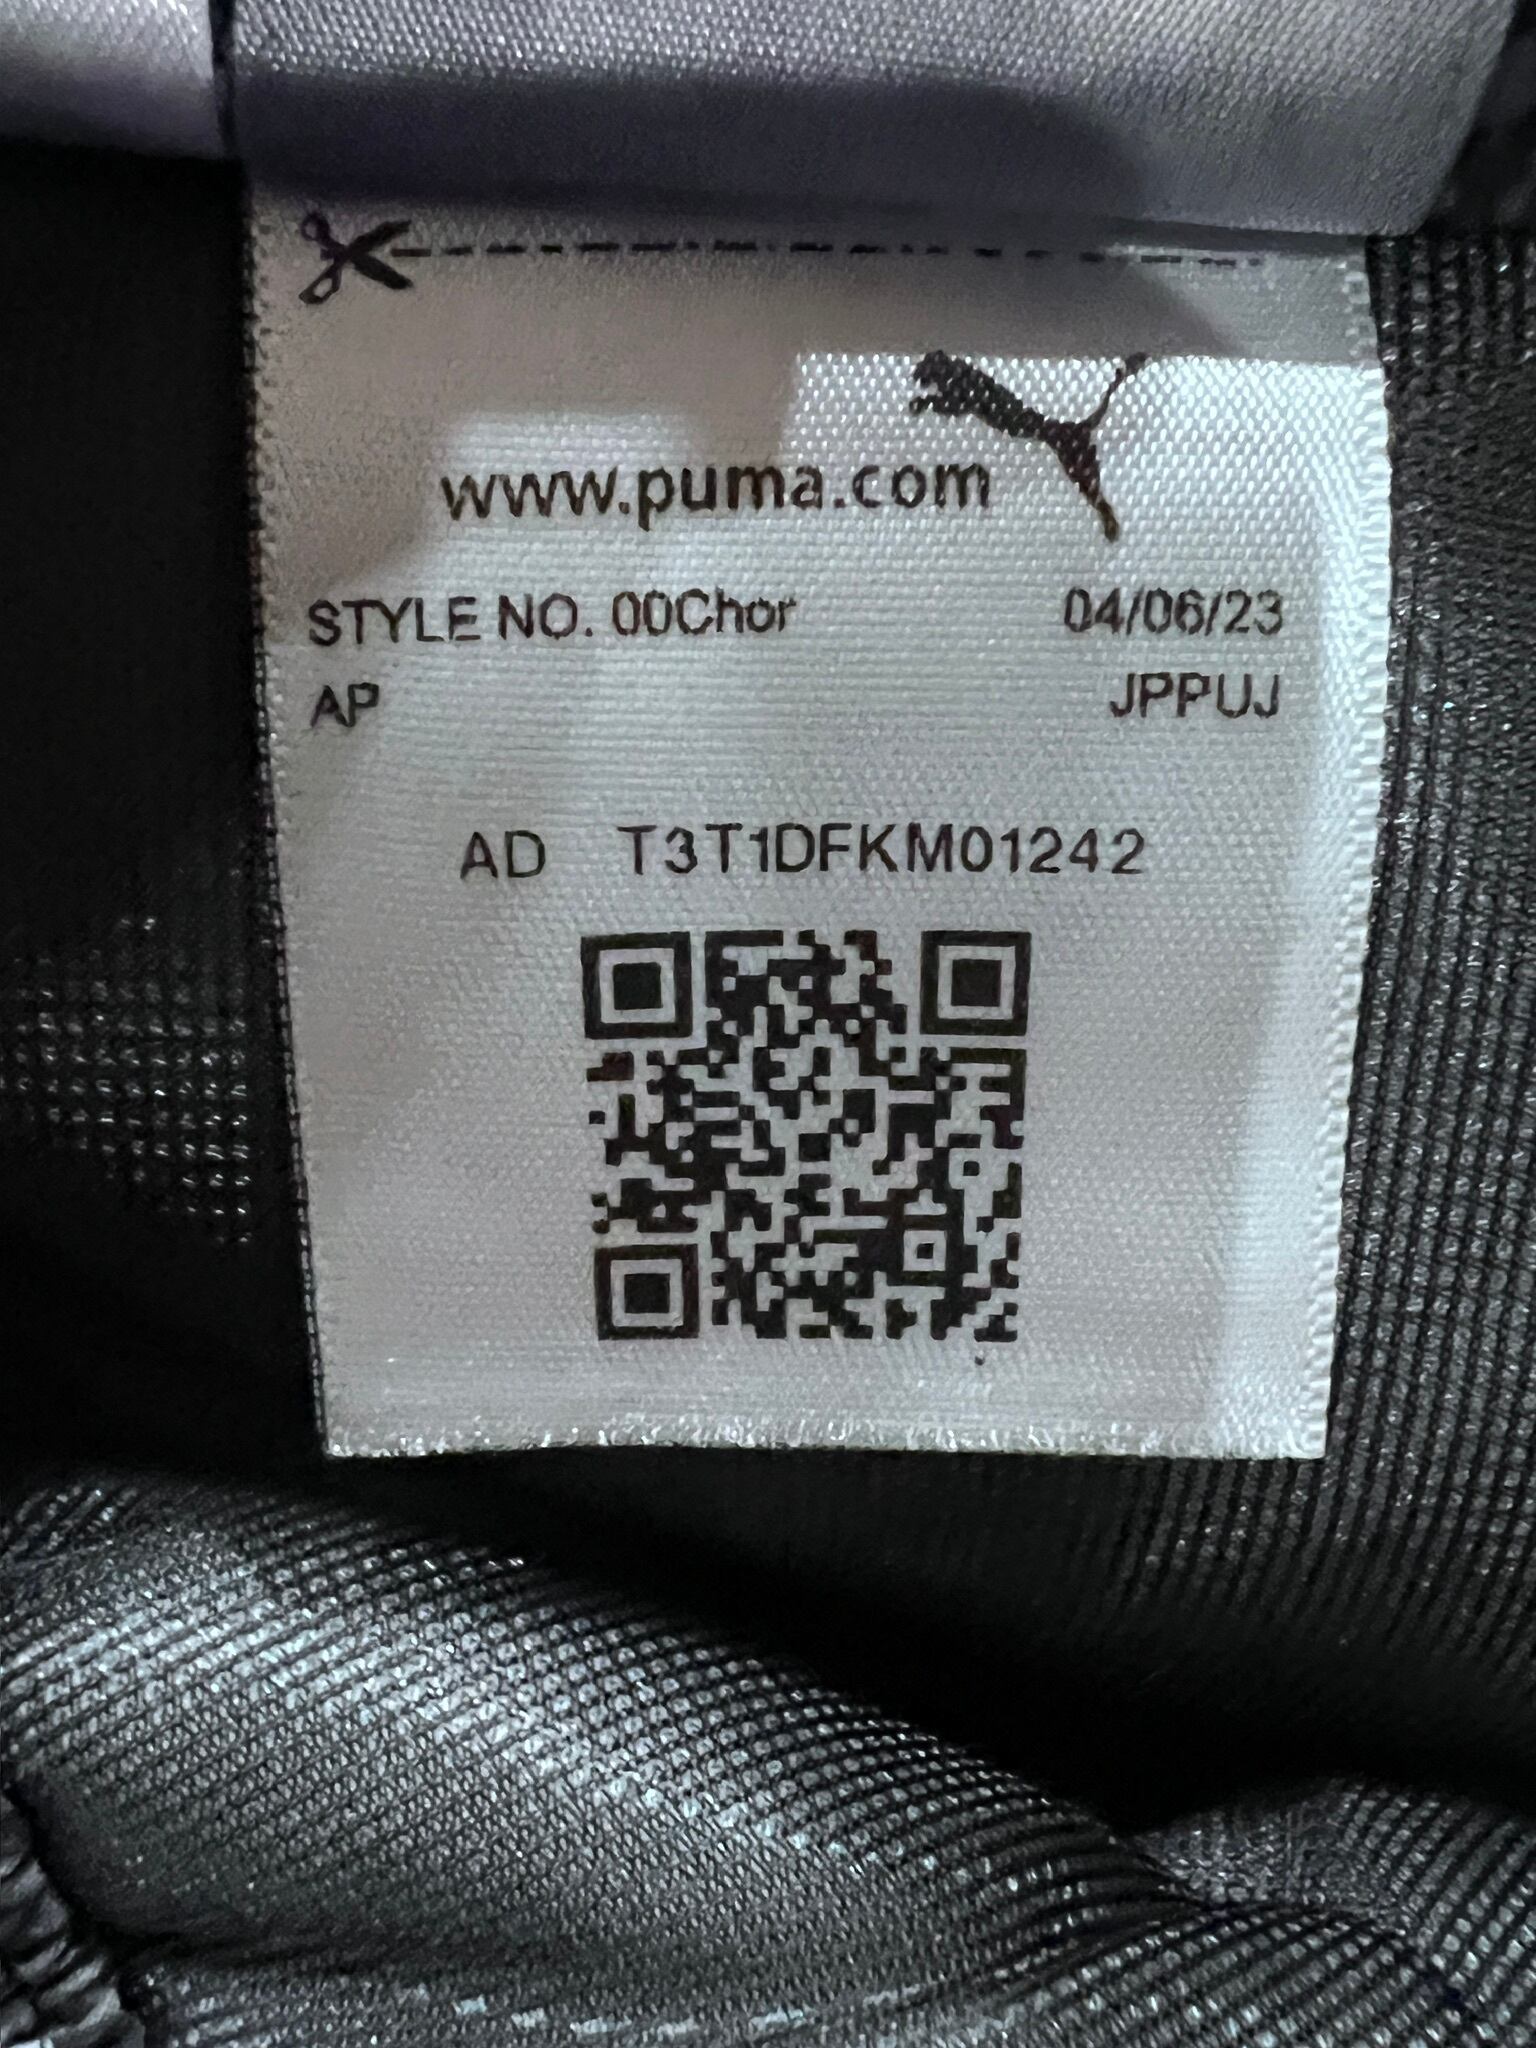 www.puma.com
STYLE NO. 00Chor 04/06/23
AP JPPUJ
AD T3T1DFKM01242